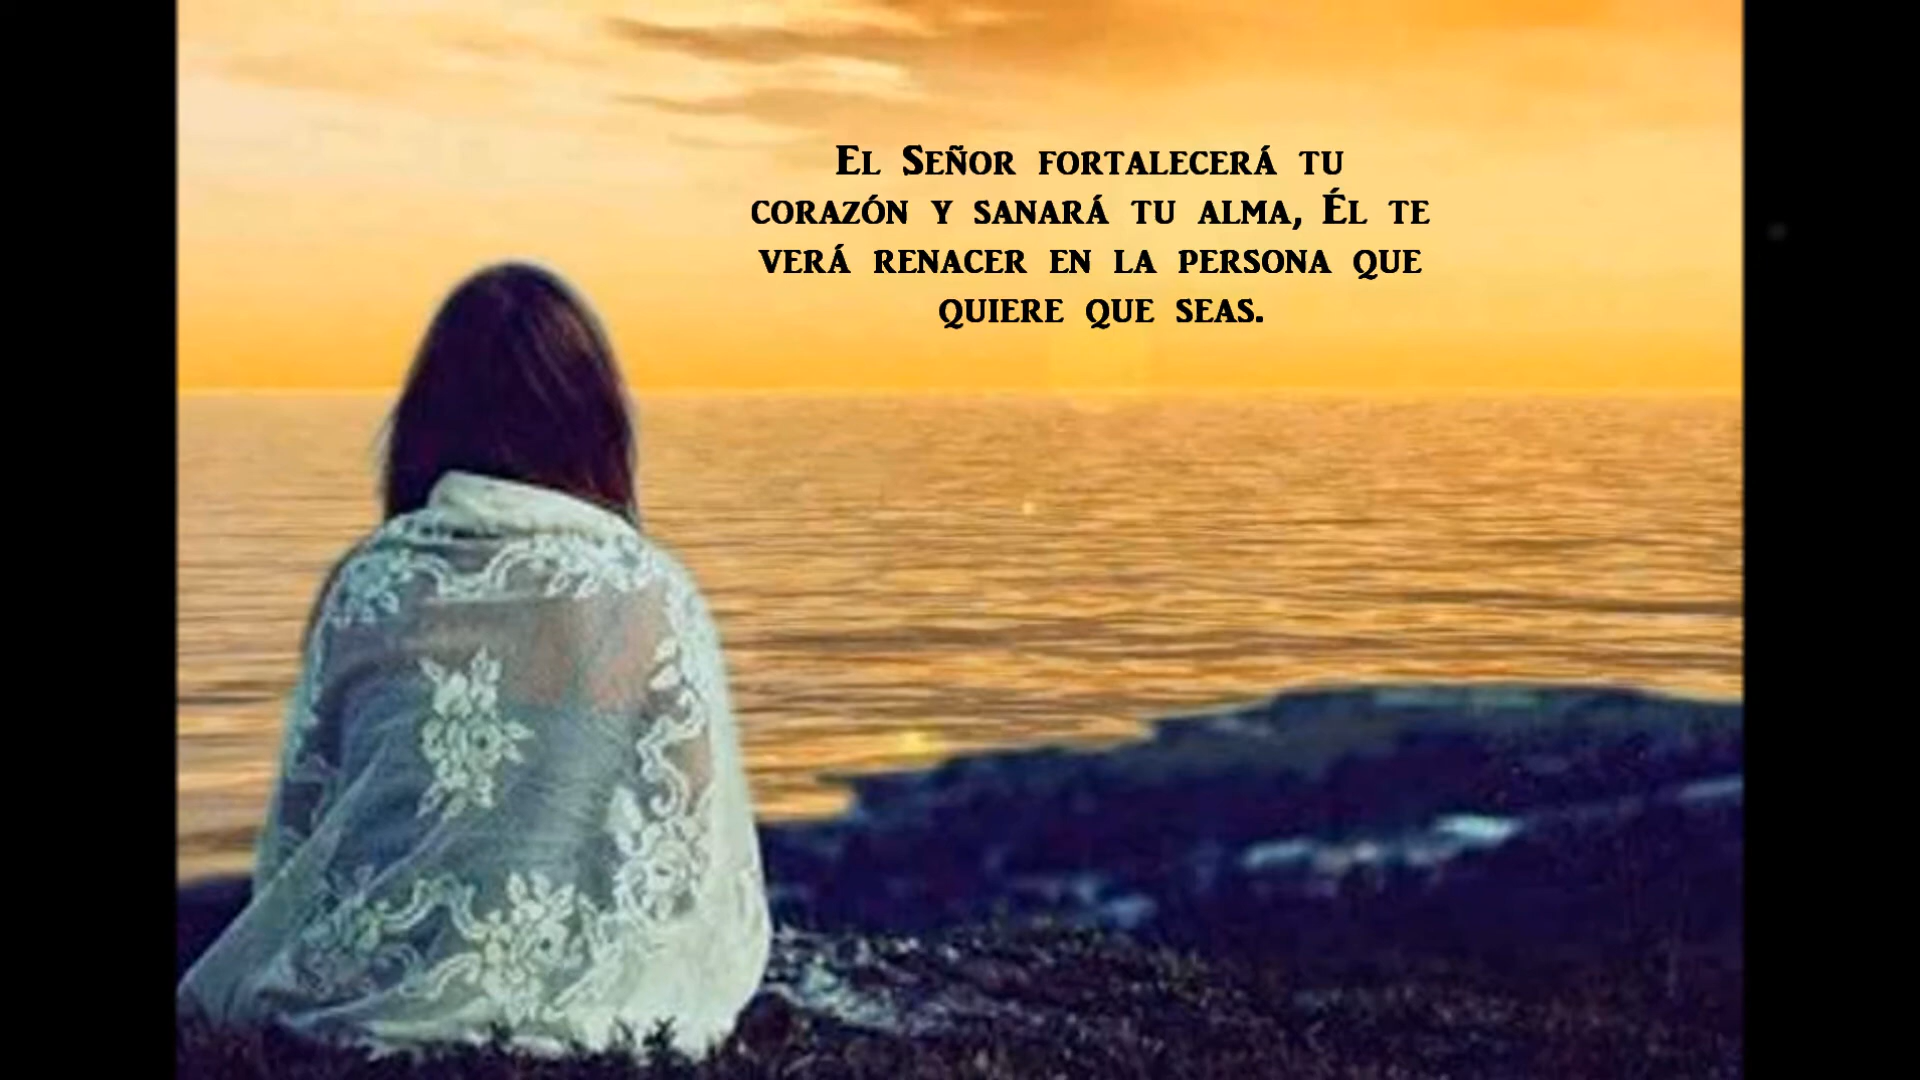 El Señor fortalecerá tu
corazón y sanará tu alma, Él te
verá renacer en la persona que
quiere que seas.